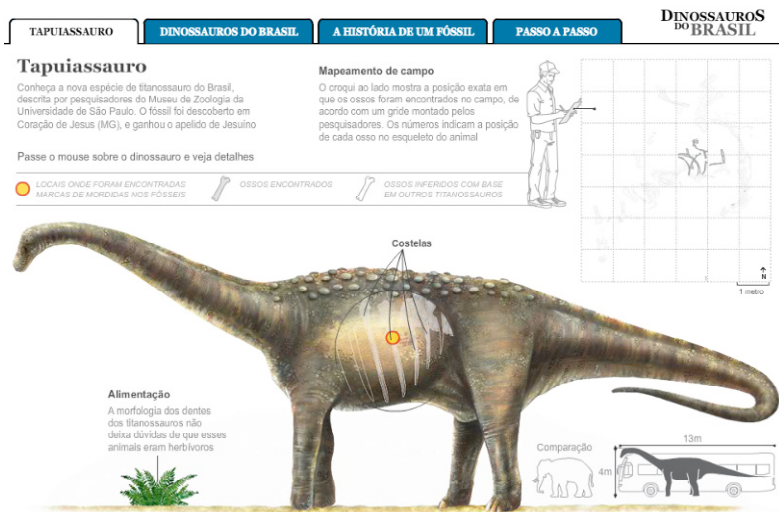 TAPUIASSAURO
DINOSSAUROS DO BRASIL
A HISTÓRIA DE UM FÓSSIL
PASSO A PASSO
DINOSSAUROS
DO BRASIL
Tapuiassauro
Conheça a nova espécie de titanossauro do Brasil,
descrita por pesquisadores do Museu de Zoologia da
Universidade de São Paulo. O fóssil foi descoberto em
Coração de Jesus (MG), e ganhou o apelido de Jesuíno
Passe o mouse sobre o dinossauro e veja detalhes
Mapeamento de campo
O croqui ao lado mostra a posição exata em
que os ossos foram encontrados no campo, de
acordo com um gride montado pelos
pesquisadores. Os números indicam a posição
de cada osso no esqueleto do animal
LOCAIS ONDE FORAM ENCONTRADAS
MARCAS DE MORDIDAS NOS FÓSSEIS
OSSOS ENCONTRADOS
OSSOS INFERIDOS COM BASE
EM OUTROS TITANOSSAUROS
N
1 metro
Costelas
Alimentação
A morfologia dos dentes
dos titanossauros não
deixa dúvidas de que esses
animais eram herbívoros
Comparação
13m
4m